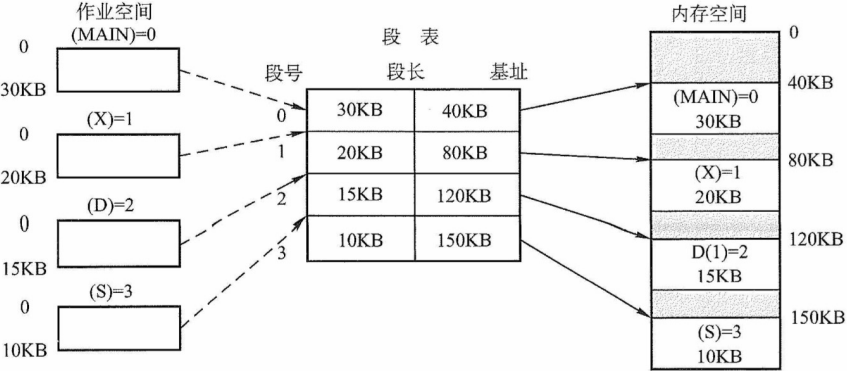 作业空间
(MAIN)=0
0
30KB
(X)=1
0
20KB
(D)=2
0
15KB
(S)=3
0
10KB
段 表
段号 段长 基址
0 30KB 40KB
1 20KB 80KB
2 15KB 120KB
3 10KB 150KB
内存空间
0
40KB
(MAIN)=0
30KB
80KB
(X)=1
20KB
120KB
D(1)=2
15KB
150KB
(S)=3
10KB